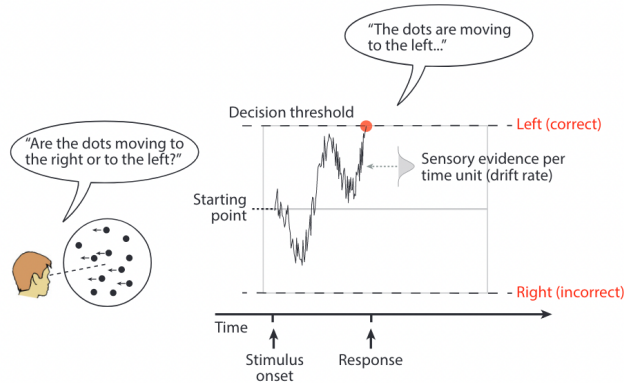 “The dots are moving
to the left...”
Decision threshold
Left (correct)
“Are the dots moving to
the right or to the left?”
Sensory evidence per
time unit (drift rate)
Starting
point
Right (incorrect)
Time
Stimulus
onset
Response